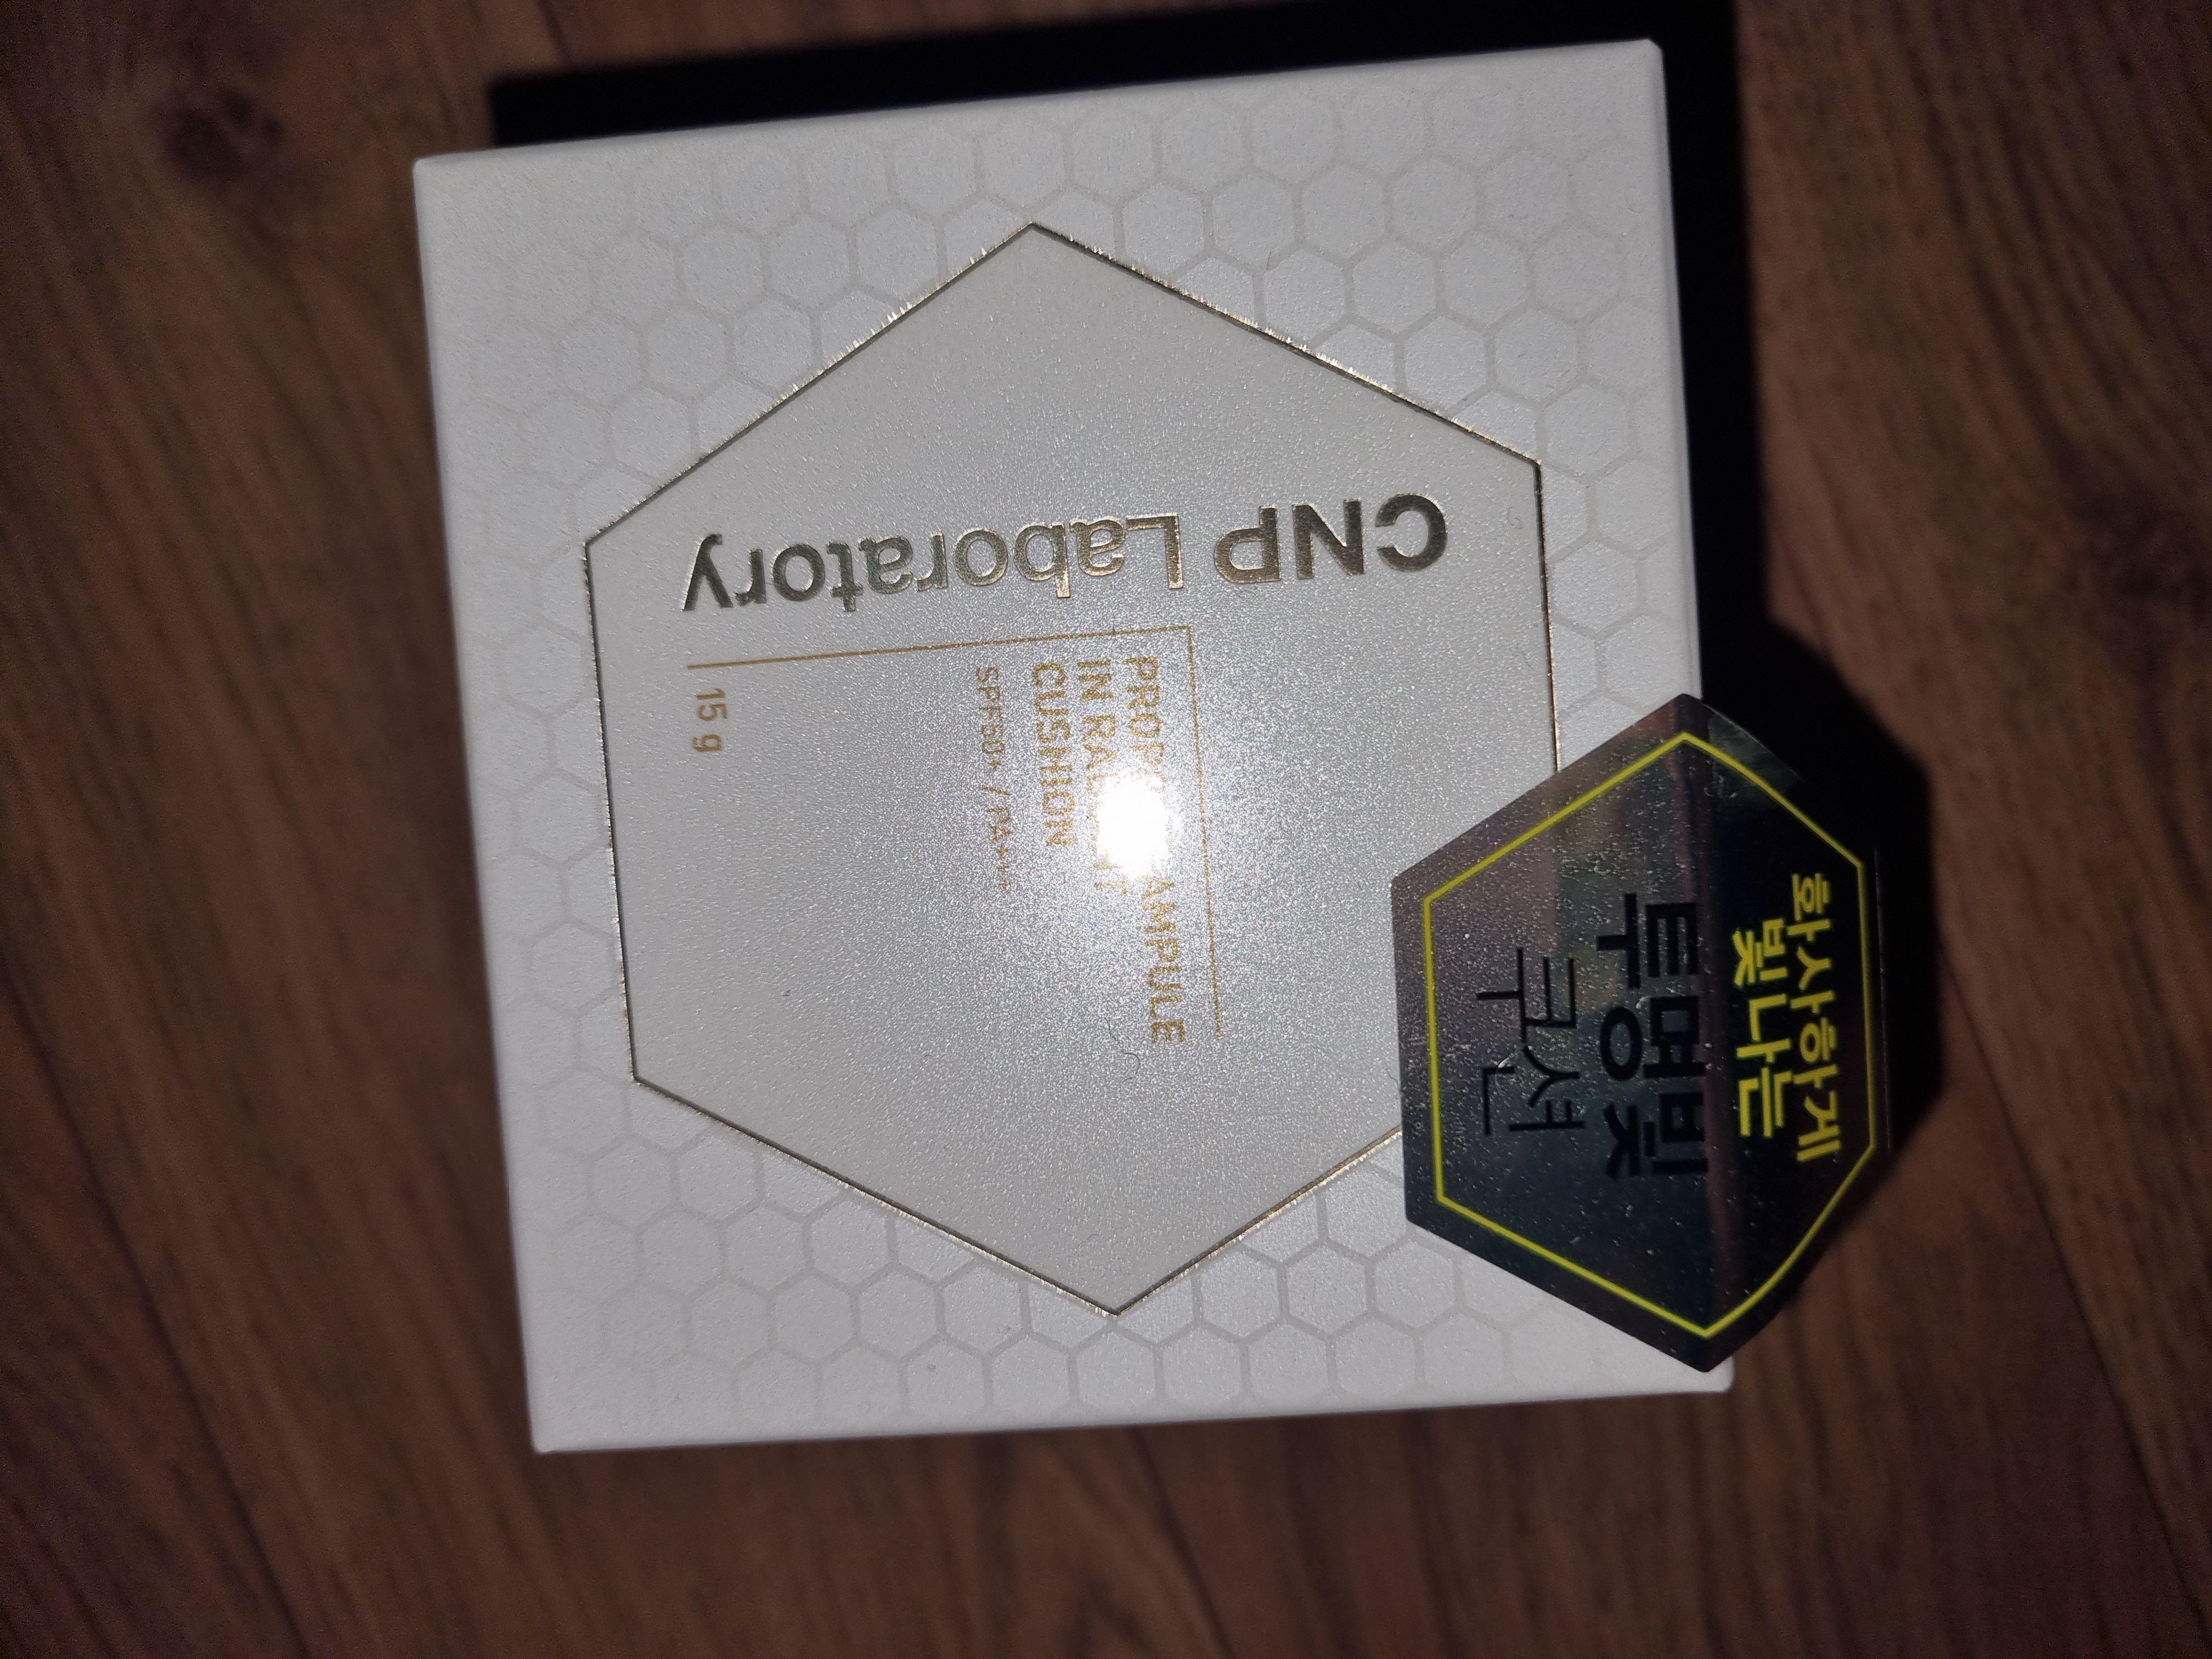 CNP Laboratory
AMPULE
CUSHION
SPF50+ / PA++++
15 g
화사하게
빛나는
투명빛
쿠션